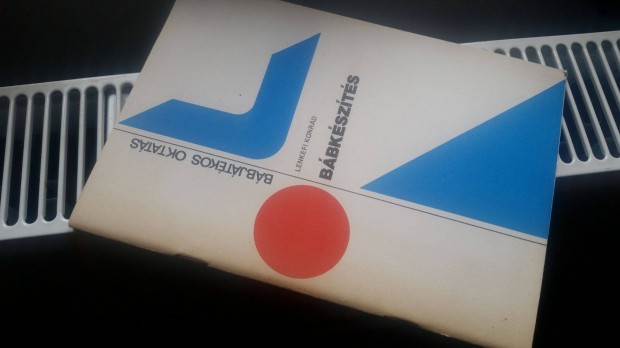 BÁBJÁTÉKOS OKTATÁS
LENKEFI KONRÁD
BÁBKÉSZÍTÉS